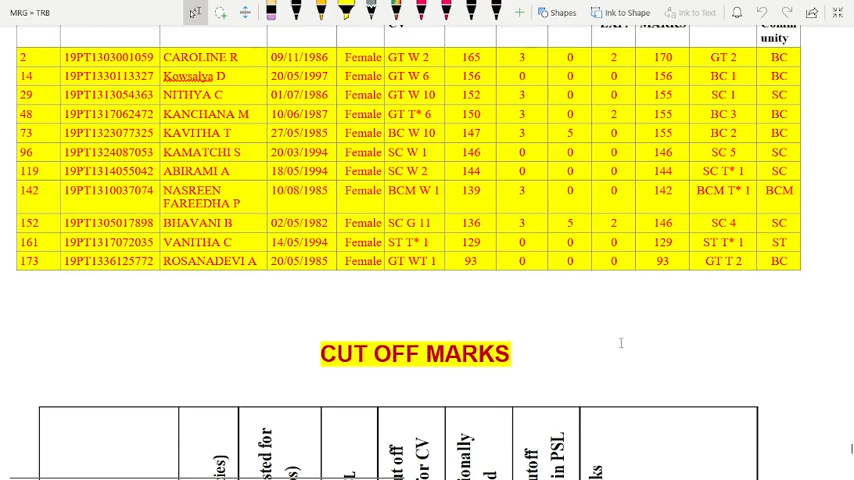 MRG = TRB
Shapes Ink to Shape Ink to Text
CV EXP. MARKS Comm
unity
2 19PT1303001059 CAROLINE R 09/11/1986 Female GT W 2 165 3 0 2 170 GT 2 BC
14 19PT1330113327 Kowsalya D 20/05/1997 Female GT W 6 156 0 0 0 156 BC 1 BC
29 19PT1313054363 NITHYA C 01/07/1986 Female GT W 10 152 3 0 0 155 SC 1 SC
48 19PT1317062472 KANCHANA M 10/06/1987 Female GT T* 6 150 3 0 2 155 BC 3 BC
73 19PT1323077325 KAVITHA T 27/05/1985 Female BC W 10 147 3 5 0 155 BC 2 BC
96 19PT1324087053 KAMATCHI S 20/03/1994 Female SC W 1 146 0 0 0 146 SC 5 SC
119 19PT1314055042 ABIRAMI A 18/05/1994 Female SC W 2 144 0 0 0 144 SC T* 1 SC
142 19PT1310037074 NASREEN 10/08/1985 Female BCM W 1 139 3 0 0 142 BCM T* 1 BCM
FAREEDHA P
152 19PT1305017898 BHAVANI B 02/05/1982 Female SC G 11 136 3 5 2 146 SC 4 SC
161 19PT1317072035 VANITHA C 14/05/1994 Female ST T* 1 129 0 0 0 129 ST T* 1 ST
173 19PT1336125772 ROSANADEVI A 20/05/1985 Female GT WT 1 93 0 0 0 93 GT T 2 BC
CUT OFF MARKS
for CV
in PSL